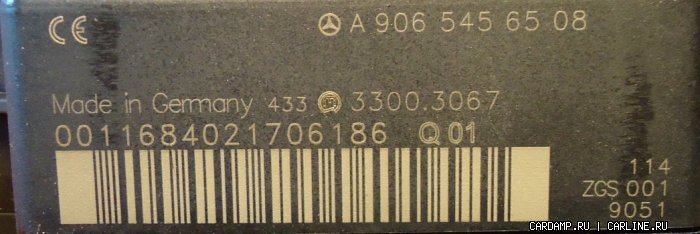 CE A 906 545 65 08
Made in Germany 433 3300.3067
0011684021706186 Q01
114
ZGS 001
9051
CARDAMP.RU | CARLINE.RU